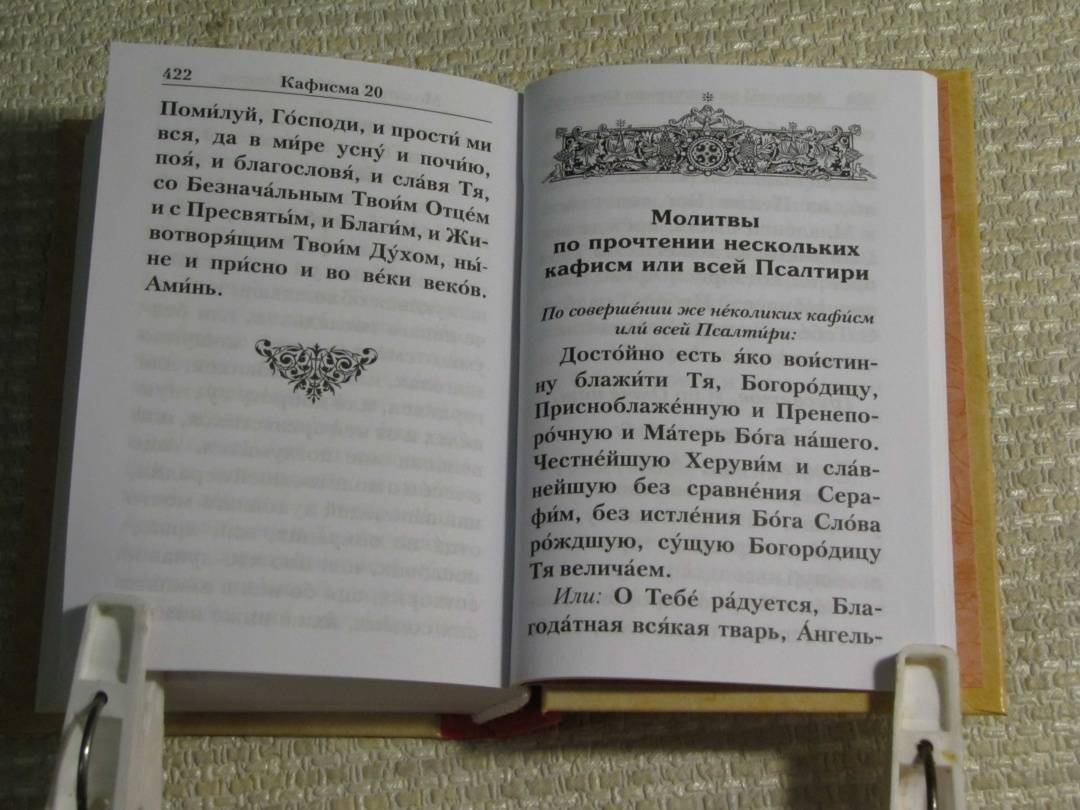 422
Кафисма 20
Поми́луй, Го́споди, и прости́ ми
вся, да в ми́ре усну́ и почи́ю,
поя́, и благословя́, и сла́вя Тя,
со Безнача́льным Твои́м Отце́м
и с Пресвяты́м, и Благи́м, и Жи-
вотворя́щим Твои́м Ду́хом, ны́-
не и при́сно и во ве́ки веко́в.
Ами́нь.
Молитвы
по прочтении нескольких
кафисм или всей Псалтири
По соверше́нии же не́коликих кафи́см
или́ всей Псалти́ри:
Досто́йно есть я́ко вои́стин-
ну блажи́ти Тя, Богоро́дицу,
Присноблаже́нную и Пренепо-
ро́чную и Ма́терь Бо́га на́шего.
Честне́йшую Херуви́м и сла́в-
нейшую без сравне́ния Сера-
фи́м, без истле́ния Бо́га Сло́ва
ро́ждшую, су́щую Богоро́дицу
Тя велича́ем.
Или: О Тебе́ ра́дуется, Бла-
года́тная вся́кая тварь, А́нгель-